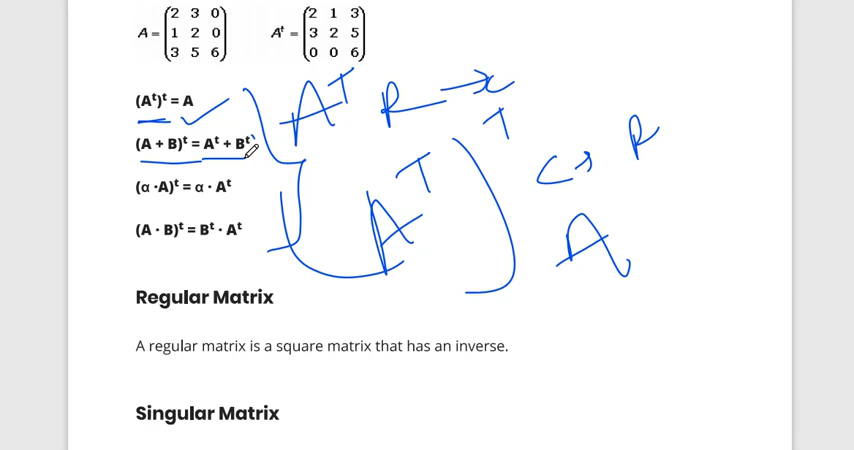 A = (2 3 0 Aᵗ = (2 1 3
1 2 0 3 2 5
3 5 6) 0 0 6)
(Aᵗ)ᵗ = A
Aᵀ R →
(A + B)ᵗ = Aᵗ + Bᵗ
T
C → R
(α ·A)ᵗ = α · Aᵗ
(Aᵀ)
A
(A · B)ᵗ = Bᵗ · Aᵗ
Regular Matrix
A regular matrix is a square matrix that has an inverse.
Singular Matrix